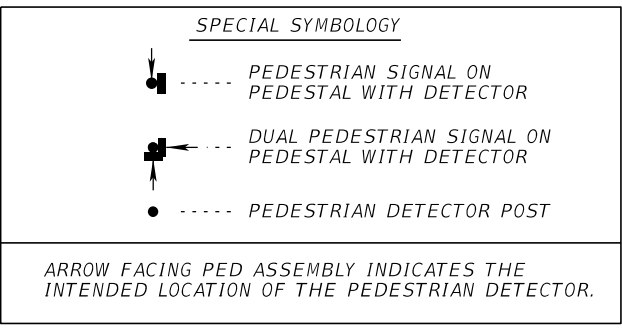 SPECIAL SYMBOLOGY
PEDESTRIAN SIGNAL ON
PEDESTAL WITH DETECTOR
DUAL PEDESTRIAN SIGNAL ON
PEDESTAL WITH DETECTOR
PEDESTRIAN DETECTOR POST
ARROW FACING PED ASSEMBLY INDICATES THE
INTENDED LOCATION OF THE PEDESTRIAN DETECTOR.